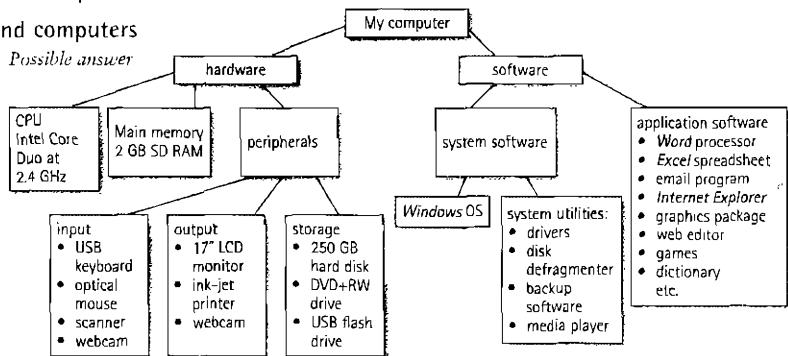 My computer
nd computers
Possible answer
hardware
software
CPU
Intel Core
Duo at
2.4 GHz
Main memory
2 GB SD RAM
peripherals
system software
application software
• Word processor
• Excel spreadsheet
• email program
• Internet Explorer
• graphics package
• web editor
• games
• dictionary
etc.
Windows OS
system utilities:
• drivers
• disk
defragmenter
• backup
software
• media player
input
• USB
keyboard
• optical
mouse
• scanner
• webcam
output
• 17" LCD
monitor
• ink-jet
printer
• webcam
storage
• 250 GB
hard disk
• DVD+RW
drive
• USB flash
drive